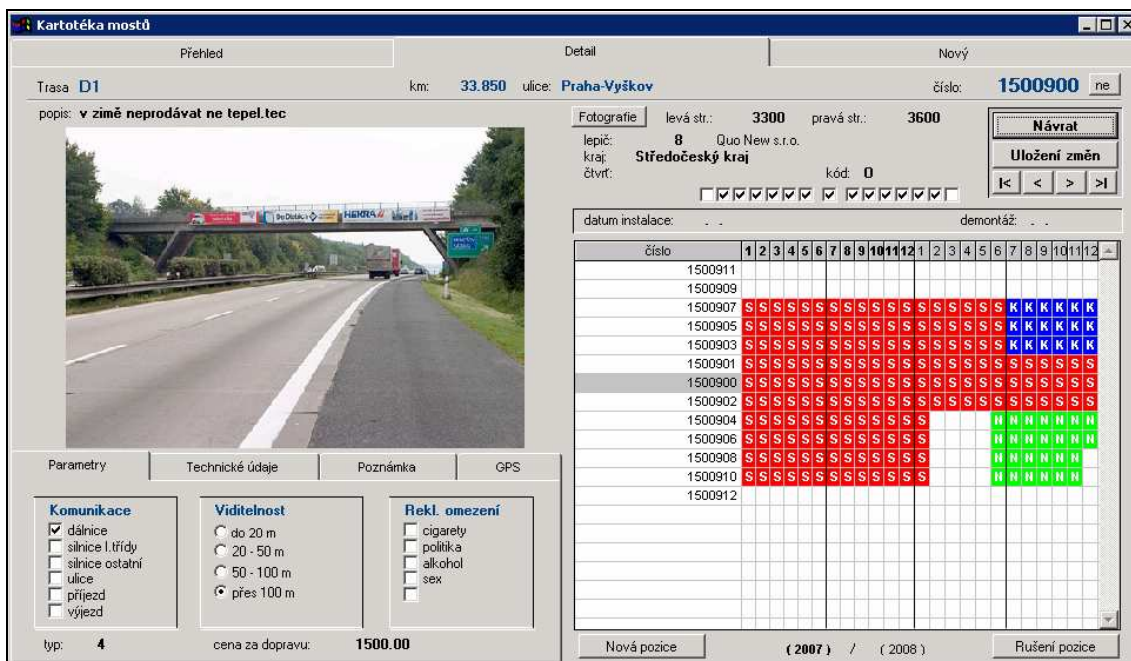 Kartotéka mostů
Přehled Detail Nový
Trasa D1 km: 33.850 ulice: Praha-Vyškov číslo: 1500900 ne
popis: v zimě neprodávat ne tepel.tec
Fotografie levá str.: 3300 pravá str.: 3600
lepič: 8 Quo New s.r.o.
kraj: Středočeský kraj
čtvrť: kód: 0
Návrat
Uložení změn
|< < > >|
datum instalace: . . demontáž: . .
číslo 1 2 3 4 5 6 7 8 9 10 11 12 1 2 3 4 5 6 7 8 9 10 11 12
1500911
1500909
1500907 S S S S S S S S S S S S S S S S S S K K K K K K
1500905 S S S S S S S S S S S S S S S S S S K K K K K K
1500903 S S S S S S S S S S S S S S S S S S K K K K K K
1500901 S S S S S S S S S S S S S S S S S S S S S S S S
1500900 S S S S S S S S S S S S S S S S S S S S S S S S
1500902 S S S S S S S S S S S S S S S S S S S S S S S S
1500904 S S S S S S S S S S S S S N N N N N N N
1500906 S S S S S S S S S S S S S N N N N N N N
1500908 S S S S S S S S S S S S S N N N N N N
1500910 S S S S S S S S S S S S S N N N N N N
1500912
HEKRA
Parametry Technické údaje Poznámka GPS
Komunikace
dálnice
silnice I.třídy
silnice ostatní
ulice
příjezd
výjezd
Viditelnost
do 20 m
20 - 50 m
50 - 100 m
přes 100 m
Rekl. omezení
cigarety
politika
alkohol
sex
typ: 4 cena za dopravu: 1500.00
Nová pozice ( 2007 ) / ( 2008 ) Rušení pozice